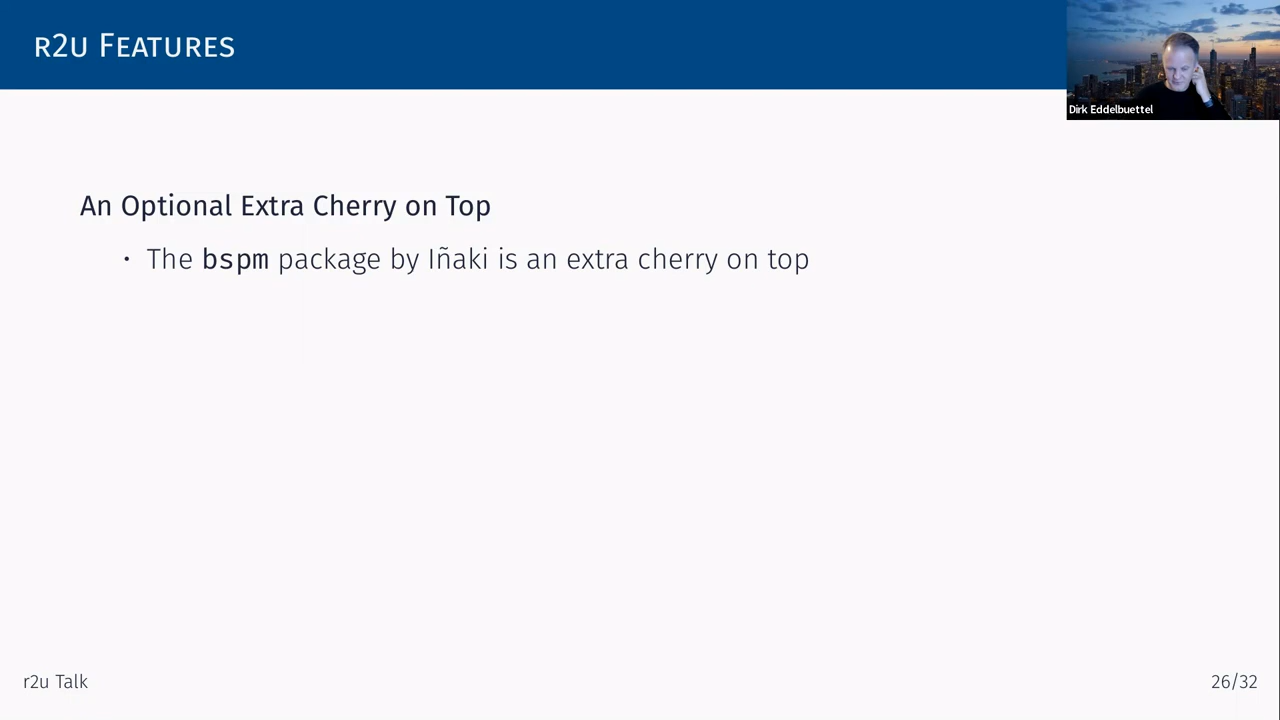 R2U FEATURES
Dirk Eddelbuettel
An Optional Extra Cherry on Top
• The bspm package by Iñaki is an extra cherry on top
r2u Talk
26/32